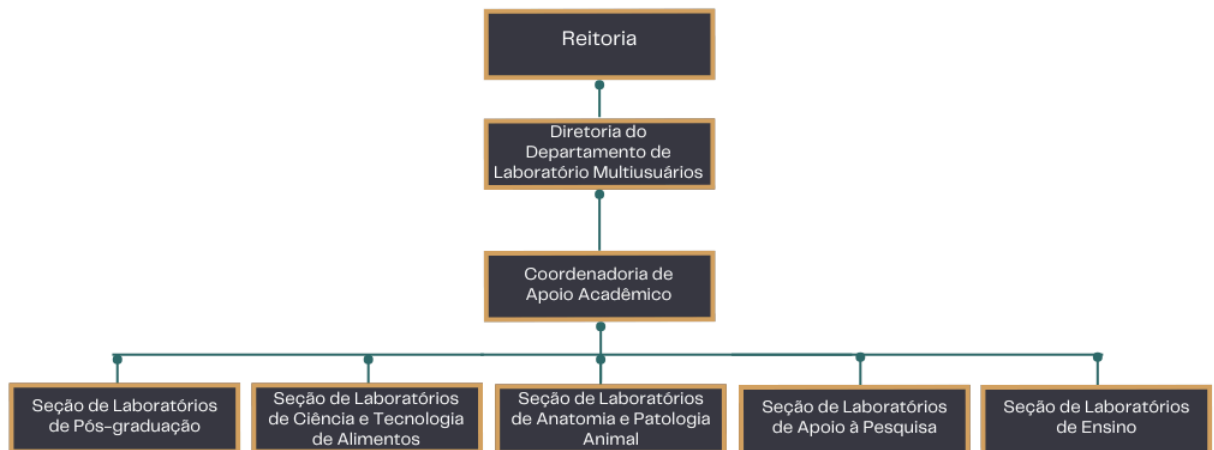 Reitoria
Diretoria do
Departamento de
Laboratório Multiusuários
Coordenadoria de
Apoio Acadêmico
Seção de Laboratórios
de Pós-graduação
Seção de Laboratórios
de Ciência e Tecnologia
de Alimentos
Seção de Laboratórios
de Anatomia e Patologia
Animal
Seção de Laboratórios
de Apoio à Pesquisa
Seção de Laboratórios
de Ensino